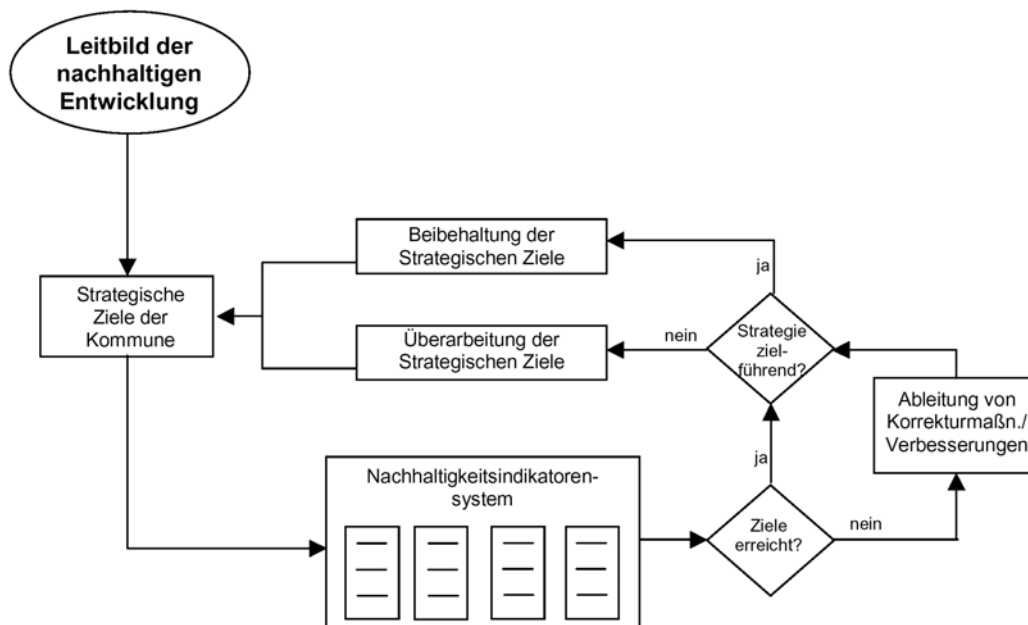 Leitbild der
nachhaltigen
Entwicklung
Beibehaltung der
Strategischen Ziele
ja
Strategische
Ziele der
Kommune
Überarbeitung der
Strategischen Ziele
nein
Strategie
ziel-
führend?
Ableitung von
Korrekturmaßn./
Verbesserungen
ja
Nachhaltigkeitsindikatoren-
system
Ziele
erreicht?
nein